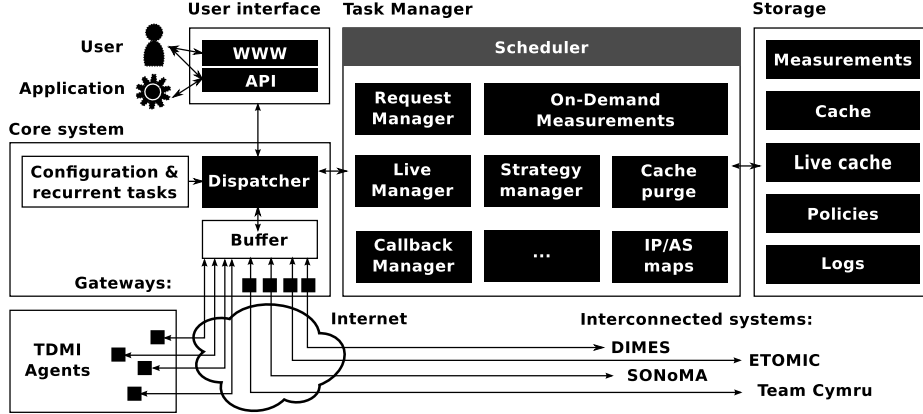 User interface
Task Manager
Storage
User
Application
WWW
API
Scheduler
Request
Manager
On-Demand
Measurements
Live
Manager
Strategy
manager
Cache
purge
Callback
Manager
...
IP/AS
maps
Measurements
Cache
Live cache
Policies
Logs
Core system
Configuration &
recurrent tasks
Dispatcher
Buffer
Gateways:
TDMI
Agents
Internet
Interconnected systems:
DIMES
ETOMIC
SONoMA
Team Cymru